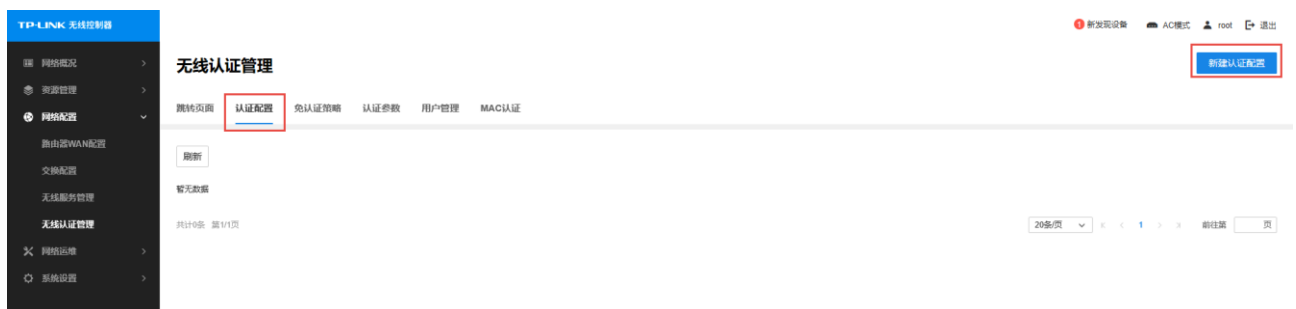 TP-LINK 无线控制器
1 新发现设备 AC模式 root 退出
网络概况
资源管理
网络配置
路由器WAN配置
交换配置
无线服务管理
无线认证管理
网络运维
系统设置
无线认证管理
新建认证配置
跳转页面 认证配置 免认证策略 认证参数 用户管理 MAC认证
刷新
暂无数据
共计0条 第1/1页
20条/页 « < 1 > » 前往第 页